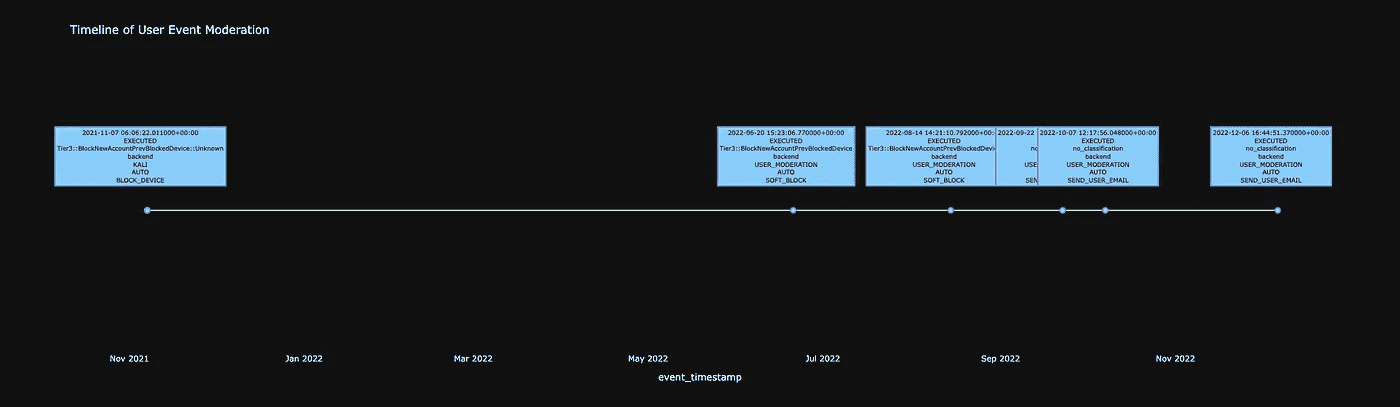 Timeline of User Event Moderation
2021-11-07 06:06:22.011000+00:00
EXECUTED
Tier3::BlockNewAccountPrevBlockedDevice::Unknown
backend
KALI
AUTO
BLOCK_DEVICE
2022-06-20 15:23:06.770000+00:00
EXECUTED
Tier3::BlockNewAccountPrevBlockedDevice
backend
USER_MODERATION
AUTO
SOFT_BLOCK
2022-08-14 14:21:10.792000+00:
EXECUTED
Tier3::BlockNewAccountPrevBlockedDevi
backend
USER_MODERATION
AUTO
SOFT_BLOCK
2022-09-22
no
USE
SEN
2022-10-07 12:17:56.048000+00:00
EXECUTED
no_classification
backend
USER_MODERATION
AUTO
SEND_USER_EMAIL
2022-12-06 16:44:51.370000+00:00
EXECUTED
no_classification
backend
USER_MODERATION
AUTO
SEND_USER_EMAIL
Nov 2021
Jan 2022
Mar 2022
May 2022
Jul 2022
Sep 2022
Nov 2022
event_timestamp